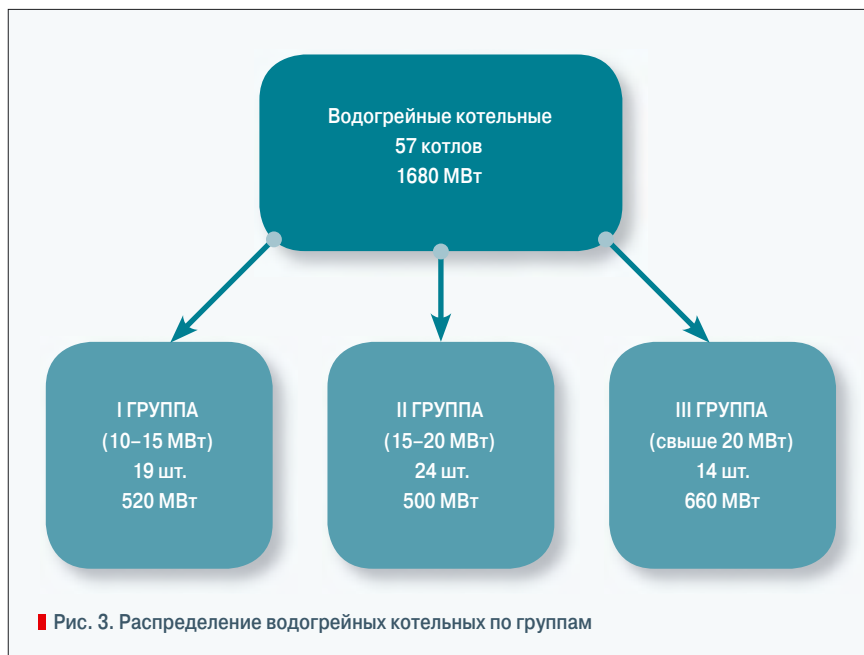 Водогрейные котельные
57 котлов
1680 МВт
I ГРУППА
(10–15 МВт)
19 шт.
520 МВт
II ГРУППА
(15–20 МВт)
24 шт.
500 МВт
III ГРУППА
(свыше 20 МВт)
14 шт.
660 МВт
Рис. 3. Распределение водогрейных котельных по группам